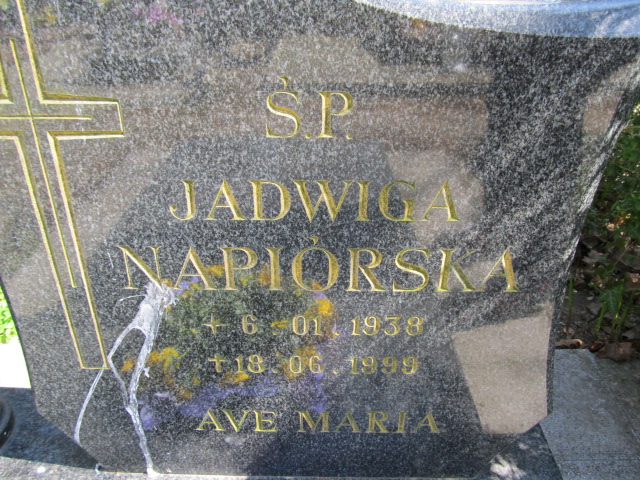 Ś.P.
JADWIGA
NAPIÓRSKA
+ 6.01.1938
+18.06.1999
AVE MARIA